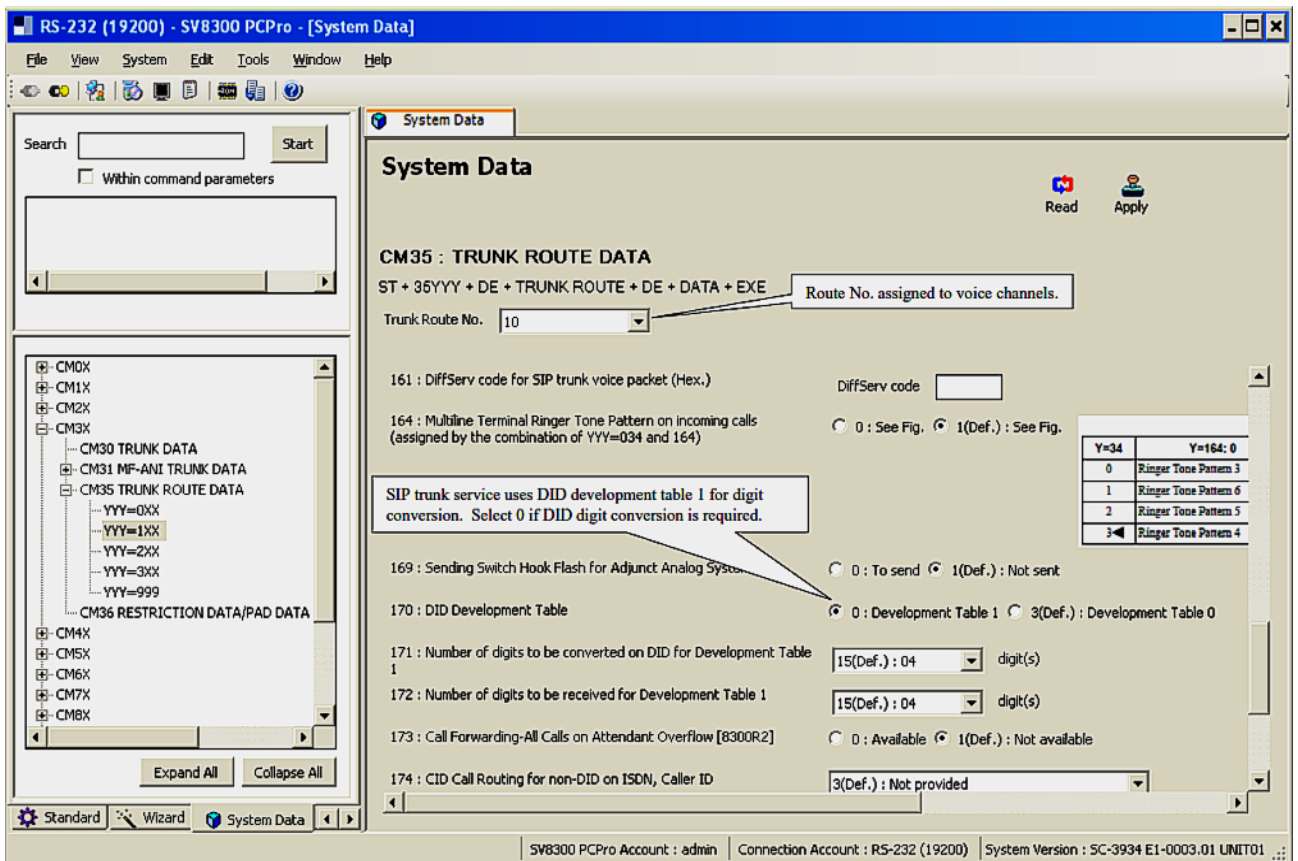 RS-232 (19200) - SV8300 PCPro - [System Data]
File View System Edit Tools Window Help
Search
Start
Within command parameters
CM0X
CM1X
CM2X
CM3X
CM30 TRUNK DATA
CM31 MF-ANI TRUNK DATA
CM35 TRUNK ROUTE DATA
YYY=0XX
YYY=1XX
YYY=2XX
YYY=3XX
YYY=999
CM36 RESTRICTION DATA/PAD DATA
CM4X
CM5X
CM6X
CM7X
CM8X
Expand All Collapse All
Standard Wizard System Data
System Data
System Data
Read Apply
CM35 : TRUNK ROUTE DATA
ST + 35YYY + DE + TRUNK ROUTE + DE + DATA + EXE
Route No. assigned to voice channels.
Trunk Route No. 10
161 : DiffServ code for SIP trunk voice packet (Hex.) DiffServ code
164 : Multiline Terminal Ringer Tone Pattern on incoming calls
(assigned by the combination of YYY=034 and 164)
0 : See Fig. 1(Def.) : See Fig.
Y=34 Y=164: 0
0 Ringer Tone Pattern 3
1 Ringer Tone Pattern 6
2 Ringer Tone Pattern 5
3 Ringer Tone Pattern 4
SIP trunk service uses DID development table 1 for digit
conversion. Select 0 if DID digit conversion is required.
169 : Sending Switch Hook Flash for Adjunct Analog 0 : To send 1(Def.) : Not sent
170 : DID Development Table 0 : Development Table 1 3(Def.) : Development Table 0
171 : Number of digits to be converted on DID for Development Table
1
15(Def.) : 04 digit(s)
172 : Number of digits to be received for Development Table 1 15(Def.) : 04 digit(s)
173 : Call Forwarding-All Calls on Attendant Overflow [8300R2] 0 : Available 1(Def.) : Not available
174 : CID Call Routing for non-DID on ISDN, Caller ID 3(Def.) : Not provided
SV8300 PCPro Account : admin Connection Account : RS-232 (19200) System Version : SC-3934 E1-0003.01 UNIT01